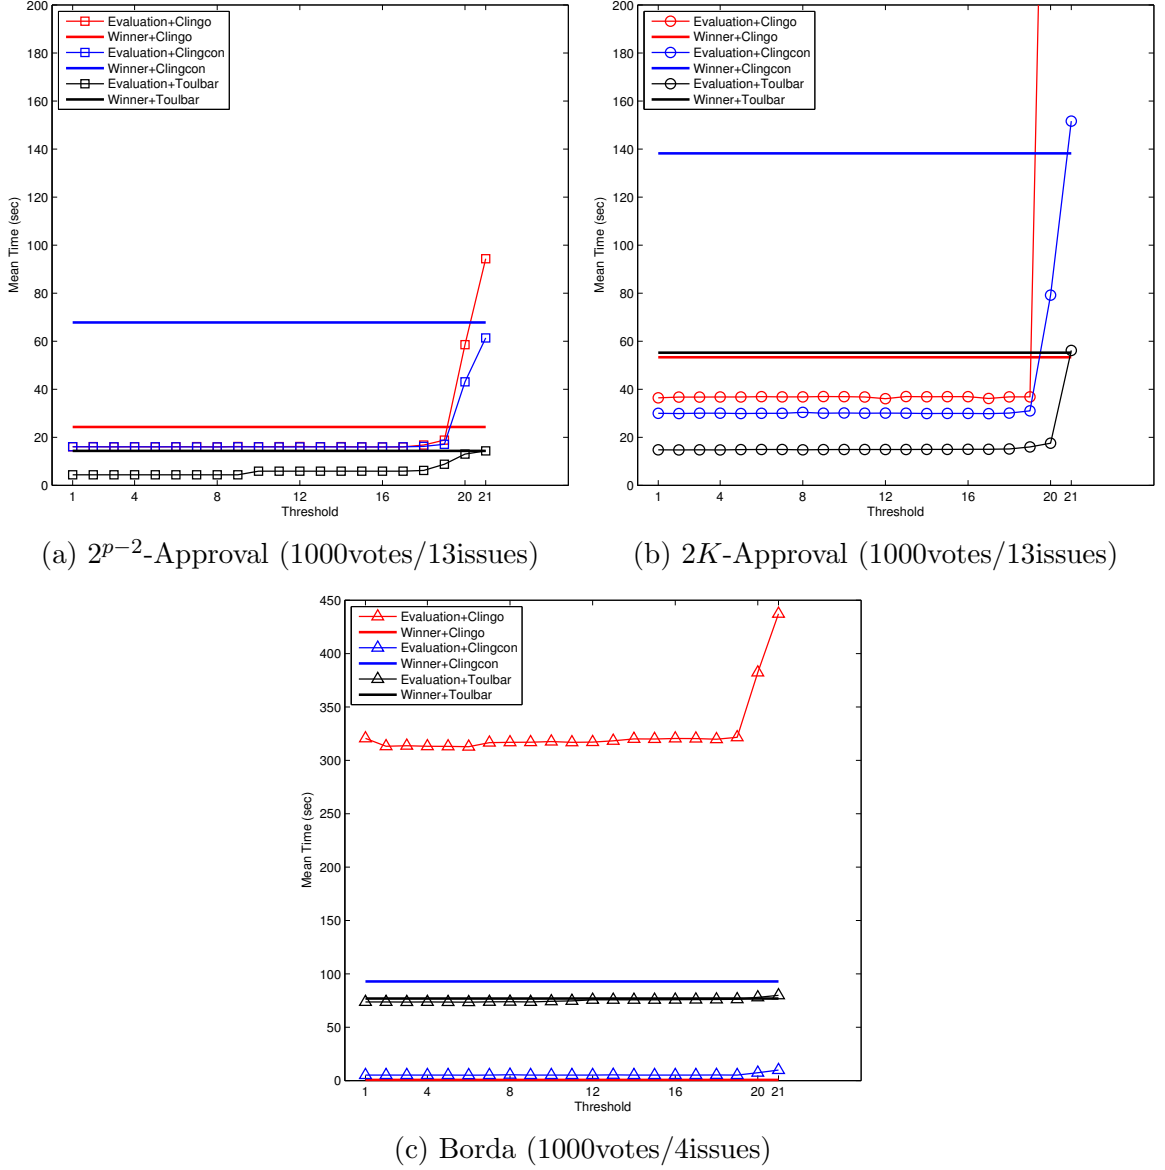 200
180
160
140
120
100
80
60
40
20
0
Mean Time (sec)
Evaluation+Clingo
Winner+Clingo
Evaluation+Clingcon
Winner+Clingcon
Evaluation+Toulbar
Winner+Toulbar
1 4 8 12 16 20 21
Threshold
(a) 2^{p−2}-Approval (1000votes/13issues)
200
180
160
140
120
100
80
60
40
20
0
Mean Time (sec)
Evaluation+Clingo
Winner+Clingo
Evaluation+Clingcon
Winner+Clingcon
Evaluation+Toulbar
Winner+Toulbar
1 4 8 12 16 20 21
Threshold
(b) 2K-Approval (1000votes/13issues)
450
400
350
300
250
200
150
100
50
0
Mean Time (sec)
Evaluation+Clingo
Winner+Clingo
Evaluation+Clingcon
Winner+Clingcon
Evaluation+Toulbar
Winner+Toulbar
1 4 8 12 16 20 21
Threshold
(c) Borda (1000votes/4issues)